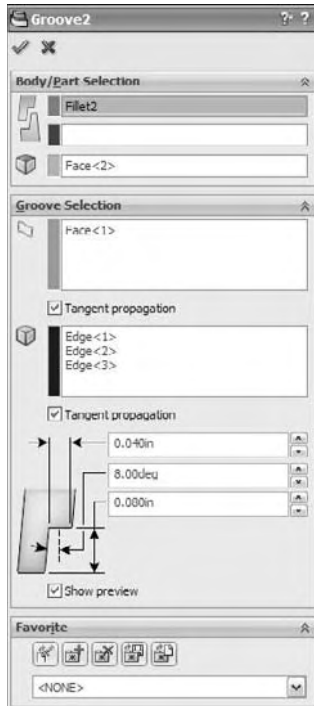 Groove2
? ?
Body/Part Selection
Fillet2
Face<2>
Groove Selection
Face<1>
Tangent propagation
Edge<1>
Edge<2>
Edge<3>
Tangent propagation
0.040in
8.00deg
0.080in
Show preview
Favorite
<NONE>